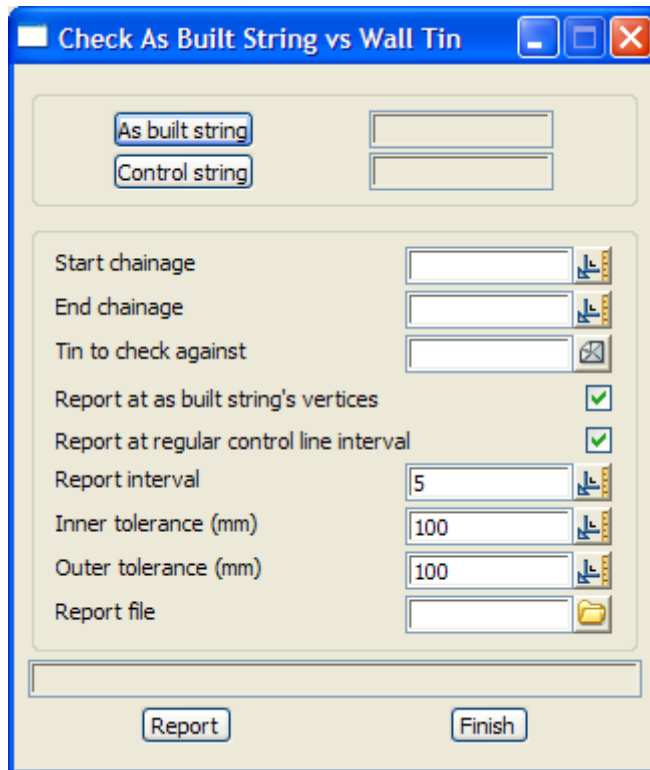 Check As Built String vs Wall Tin
As built string
Control string
Start chainage
End chainage
Tin to check against
Report at as built string's vertices
Report at regular control line interval
Report interval 5
Inner tolerance (mm) 100
Outer tolerance (mm) 100
Report file
Report Finish